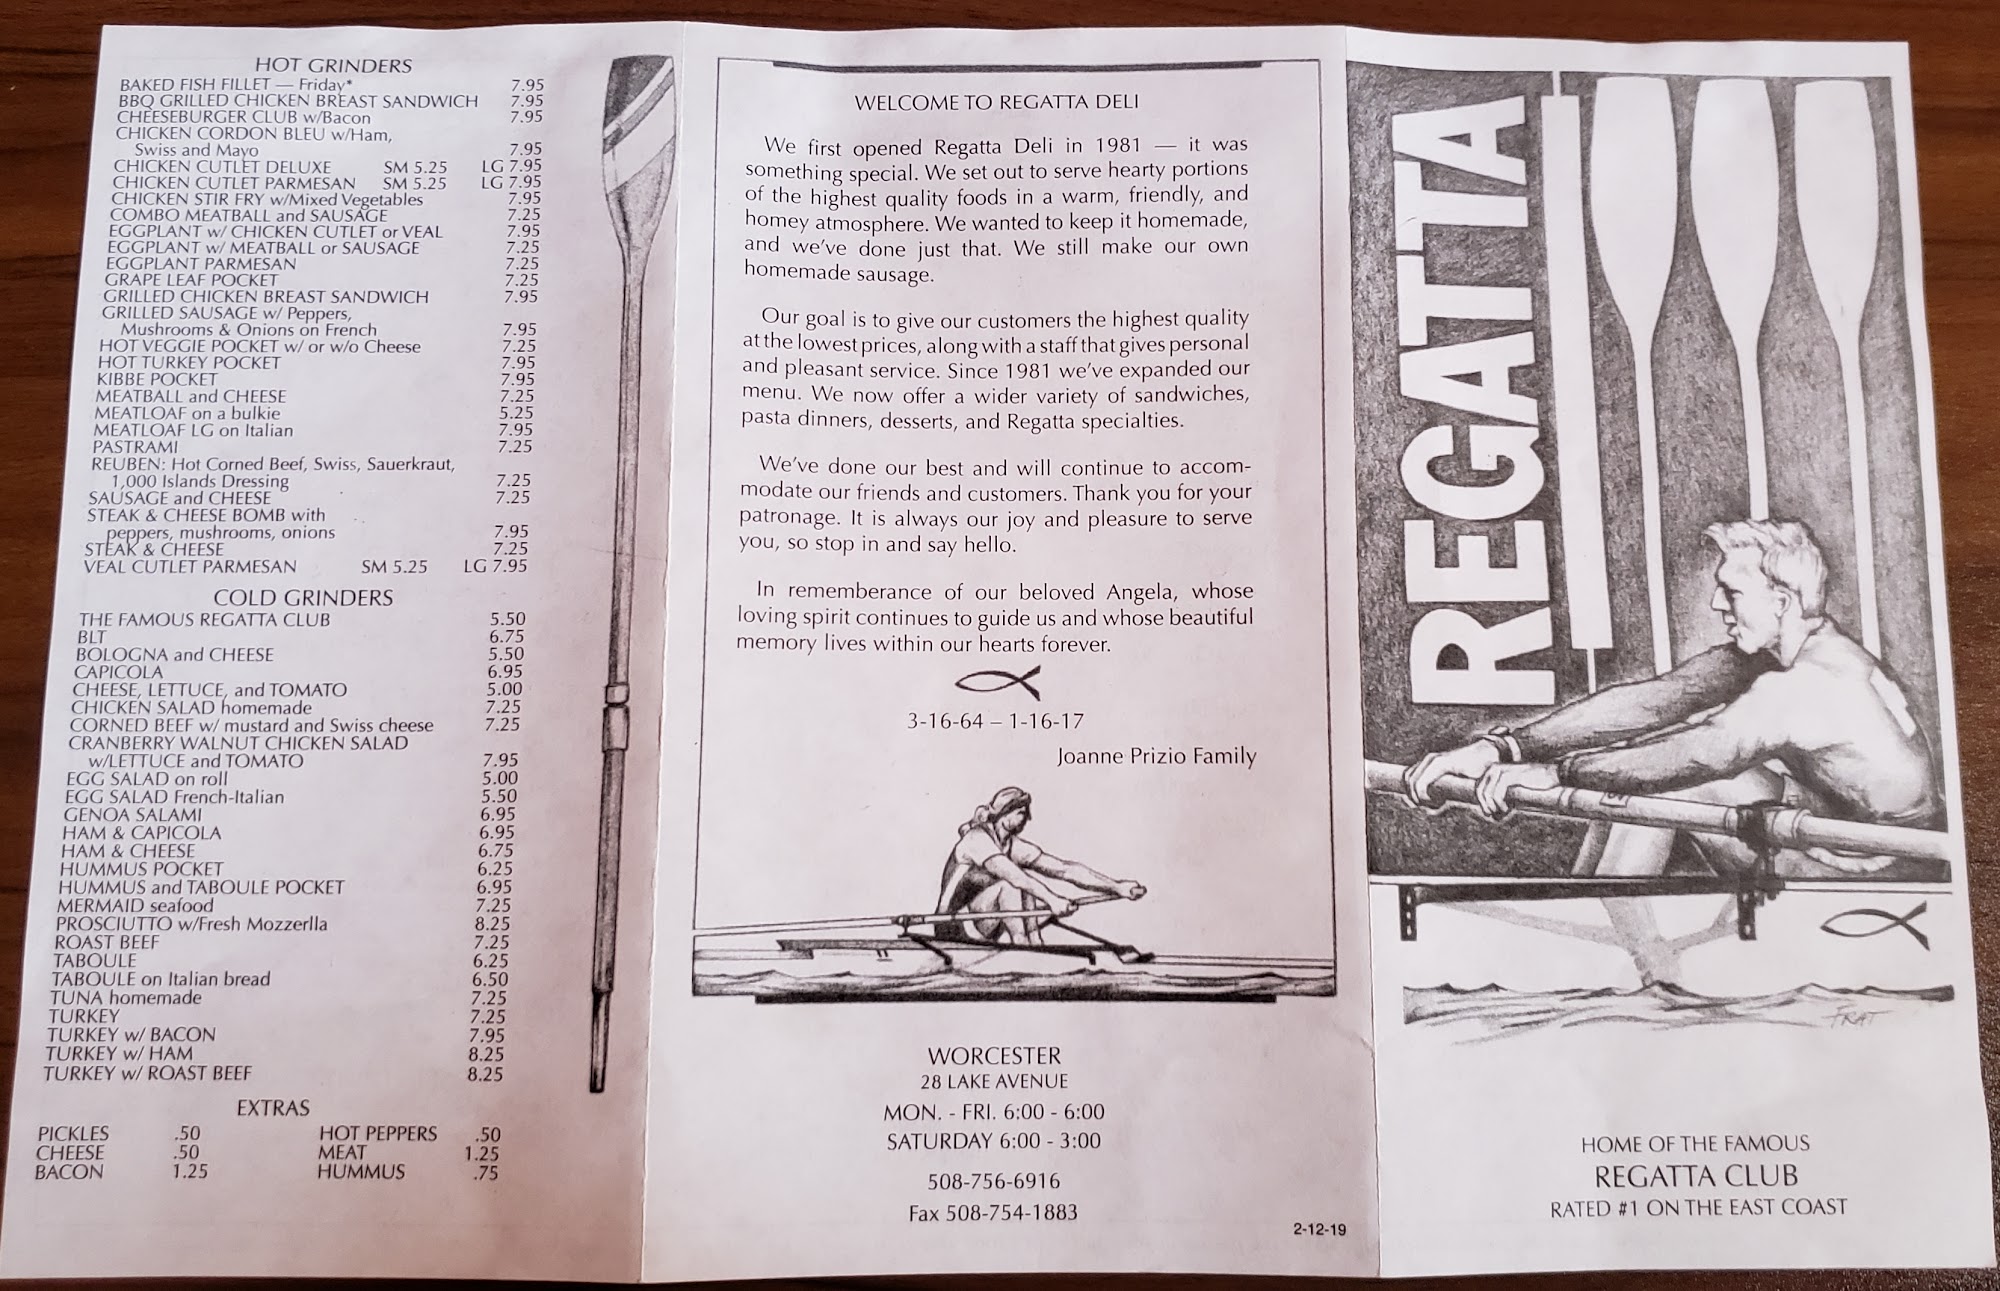 HOT GRINDERS
BAKED FISH FILLET — Friday* 7.95
BBQ GRILLED CHICKEN BREAST SANDWICH 7.95
CHEESEBURGER CLUB w/Bacon 7.95
CHICKEN CORDON BLEU w/Ham,
Swiss and Mayo 7.95
CHICKEN CUTLET DELUXE SM 5.25 LG 7.95
CHICKEN CUTLET PARMESAN SM 5.25 LG 7.95
CHICKEN STIR FRY w/Mixed Vegetables 7.95
COMBO MEATBALL and SAUSAGE 7.25
EGGPLANT w/ CHICKEN CUTLET or VEAL 7.95
EGGPLANT w/ MEATBALL or SAUSAGE 7.25
EGGPLANT PARMESAN 7.25
GRAPE LEAF POCKET 7.25
GRILLED CHICKEN BREAST SANDWICH 7.95
GRILLED SAUSAGE w/ Peppers,
Mushrooms & Onions on French 7.95
HOT VEGGIE POCKET w/ or w/o Cheese 7.25
HOT TURKEY POCKET 7.95
KIBBE POCKET 7.95
MEATBALL and CHEESE 7.25
MEATLOAF on a bulkie 5.25
MEATLOAF LG on Italian 7.95
PASTRAMI 7.25
REUBEN: Hot Corned Beef, Swiss, Sauerkraut,
1,000 Islands Dressing 7.25
SAUSAGE and CHEESE 7.25
STEAK & CHEESE BOMB with
peppers, mushrooms, onions 7.95
STEAK & CHEESE 7.25
VEAL CUTLET PARMESAN SM 5.25 LG 7.95
COLD GRINDERS
THE FAMOUS REGATTA CLUB 5.50
BLT 6.75
BOLOGNA and CHEESE 5.50
CAPICOLA 6.95
CHEESE, LETTUCE, and TOMATO 5.00
CHICKEN SALAD homemade 7.25
CORNED BEEF w/ mustard and Swiss cheese 7.25
CRANBERRY WALNUT CHICKEN SALAD
w/LETTUCE and TOMATO 7.95
EGG SALAD on roll 5.00
EGG SALAD French-Italian 5.50
GENOA SALAMI 6.95
HAM & CAPICOLA 6.95
HAM & CHEESE 6.75
HUMMUS POCKET 6.25
HUMMUS and TABOULE POCKET 6.95
MERMAID seafood 7.25
PROSCIUTTO w/Fresh Mozzerlla 8.25
ROAST BEEF 7.25
TABOULE 6.25
TABOULE on Italian bread 6.50
TUNA homemade 7.25
TURKEY 7.25
TURKEY w/ BACON 7.95
TURKEY w/ HAM 8.25
TURKEY w/ ROAST BEEF 8.25
EXTRAS
PICKLES .50 HOT PEPPERS .50
CHEESE .50 MEAT 1.25
BACON 1.25 HUMMUS .75
WELCOME TO REGATTA DELI
We first opened Regatta Deli in 1981 — it was
something special. We set out to serve hearty portions
of the highest quality foods in a warm, friendly, and
homey atmosphere. We wanted to keep it homemade,
and we've done just that. We still make our own
homemade sausage.
Our goal is to give our customers the highest quality
at the lowest prices, along with a staff that gives personal
and pleasant service. Since 1981 we've expanded our
menu. We now offer a wider variety of sandwiches,
pasta dinners, desserts, and Regatta specialties.
We've done our best and will continue to accom-
modate our friends and customers. Thank you for your
patronage. It is always our joy and pleasure to serve
you, so stop in and say hello.
In rememberance of our beloved Angela, whose
loving spirit continues to guide us and whose beautiful
memory lives within our hearts forever.
3-16-64 – 1-16-17
Joanne Prizio Family
WORCESTER
28 LAKE AVENUE
MON. - FRI. 6:00 - 6:00
SATURDAY 6:00 - 3:00
508-756-6916
Fax 508-754-1883
2-12-19
REGATTA
FRAT
HOME OF THE FAMOUS
REGATTA CLUB
RATED #1 ON THE EAST COAST